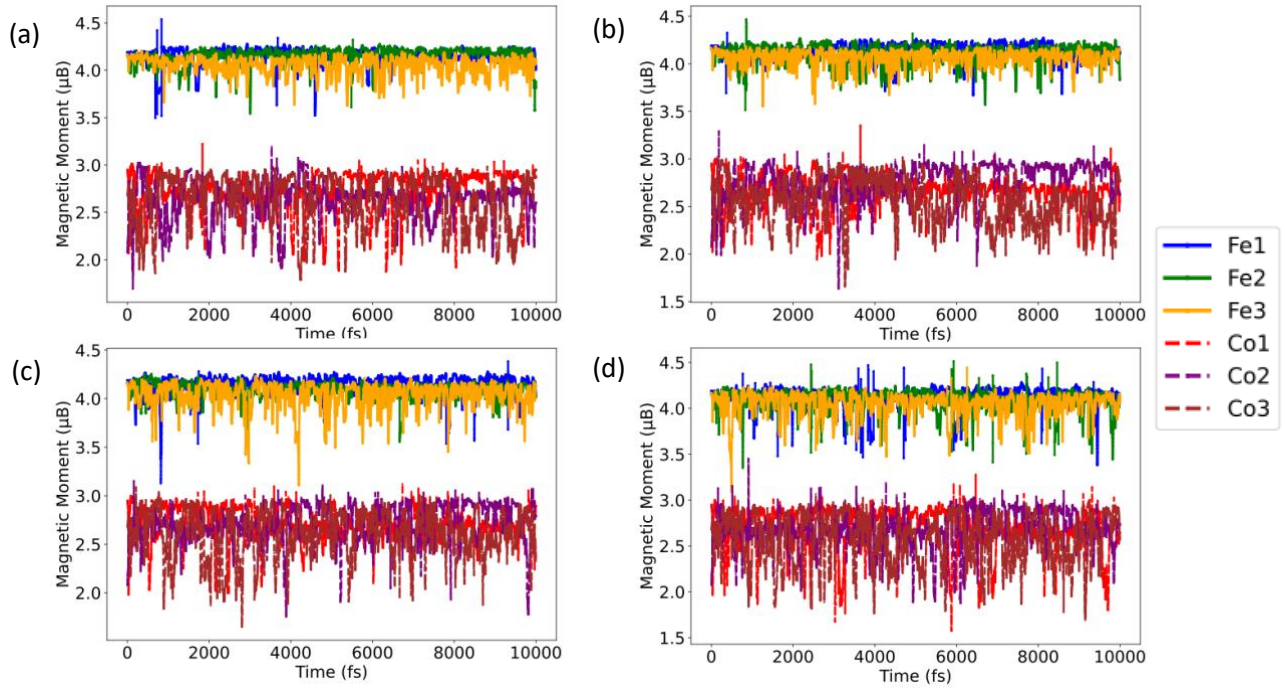 (a)
Magnetic Moment (μB)
4.5
4.0
3.5
3.0
2.5
2.0
0 2000 4000 6000 8000 10000
Time (fs)
(b)
Magnetic Moment (μB)
4.5
4.0
3.5
3.0
2.5
2.0
1.5
0 2000 4000 6000 8000 10000
Time (fs)
Fe1
Fe2
Fe3
Co1
Co2
Co3
(c)
Magnetic Moment (μB)
4.5
4.0
3.5
3.0
2.5
2.0
0 2000 4000 6000 8000 10000
Time (fs)
(d)
Magnetic Moment (μB)
4.5
4.0
3.5
3.0
2.5
2.0
1.5
0 2000 4000 6000 8000 10000
Time (fs)